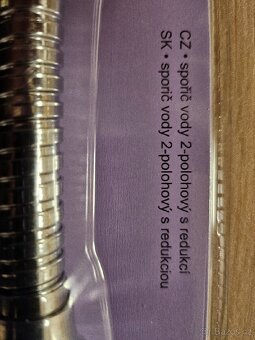 CZ • spořič vody 2-polohový s redukcí
SK • sporič vody 2-polohový s redukciou